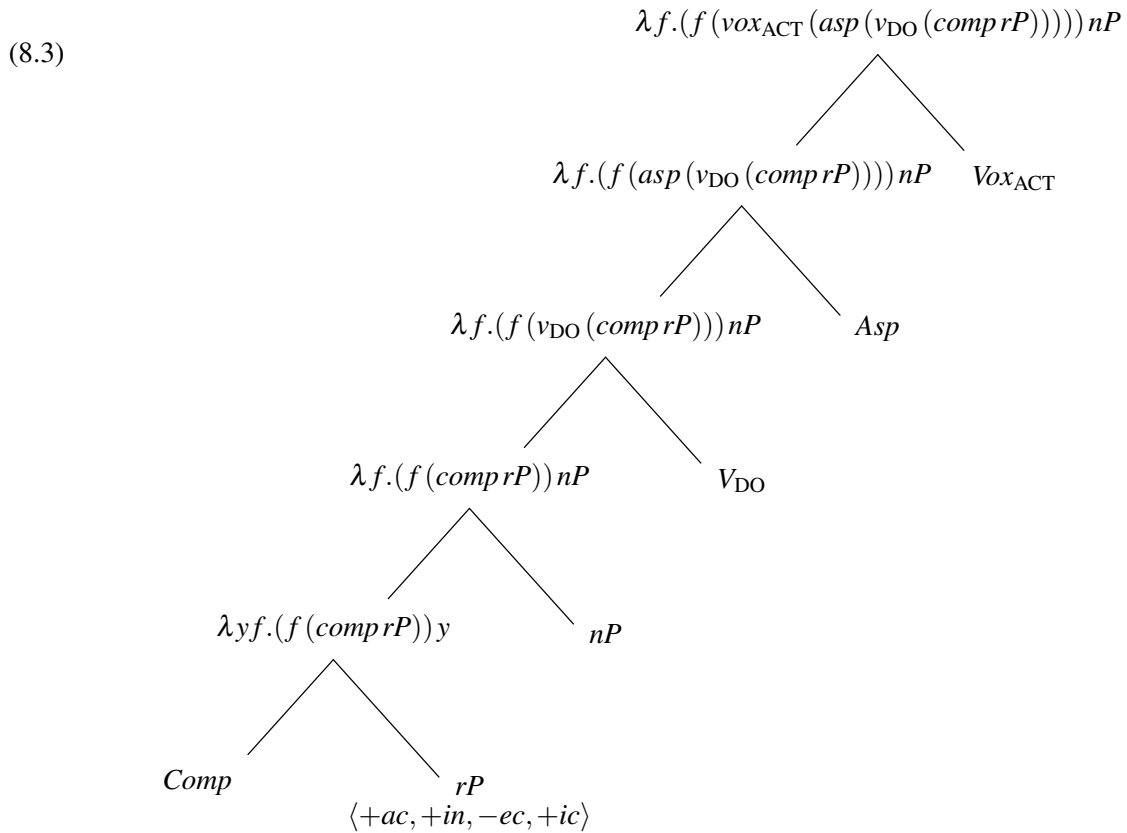 λf.(f(vox_ACT(asp(v_DO(comp rP)))))nP
(8.3)
λf.(f(asp(v_DO(comp rP))))nP Vox_ACT
λf.(f(v_DO(comp rP)))nP Asp
λf.(f(comp rP))nP V_DO
λyf.(f(comp rP))y nP
Comp rP
⟨+ac, +in, −ec, +ic⟩